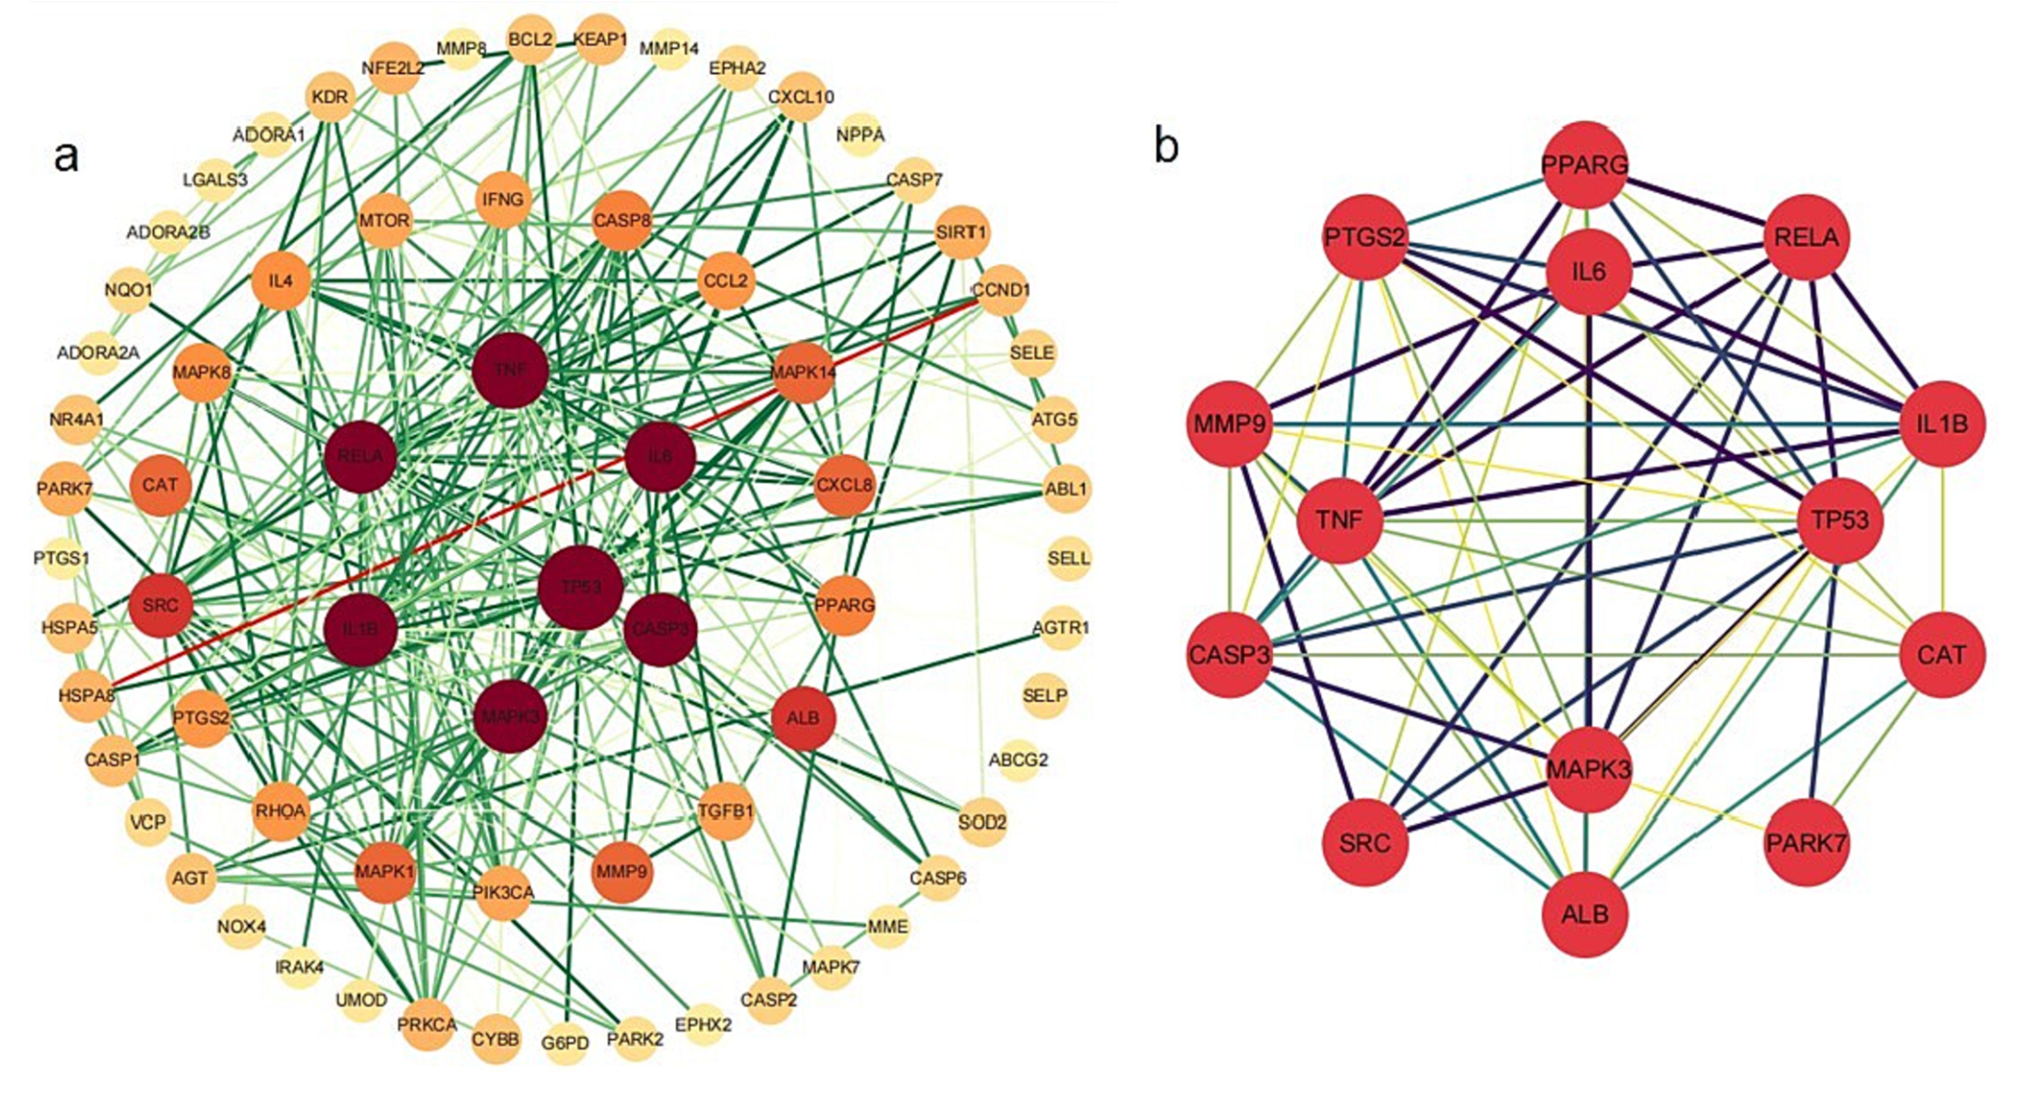 a
MMP8
BCL2
KEAP1
MMP14
NFE2L2
EPHA2
KDR
CXCL10
ADORA1
NPPA
LGALS3
CASP7
ADORA2B
MTOR
IFNG
CASP8
SIRT1
NQO1
IL4
CCL2
CCND1
ADORA2A
MAPK8
TNF
MAPK14
SELE
NR4A1
ATG5
PARK7
CAT
RELA
IL6
CXCL8
ABL1
PTGS1
SELL
TP53
HSPA5
SRC
IL1B
CASP3
PPARG
AGTR1
HSPA8
PTGS2
MAPK3
ALB
SELP
CASP1
ABCG2
VCP
RHOA
TGFB1
SOD2
AGT
MAPK1
PIK3CA
MMP9
CASP6
NOX4
MME
IRAK4
MAPK7
UMOD
CASP2
PRKCA
CYBB
G6PD
PARK2
EPHX2
b
PPARG
PTGS2
RELA
IL6
MMP9
IL1B
TNF
TP53
CASP3
CAT
MAPK3
SRC
PARK7
ALB